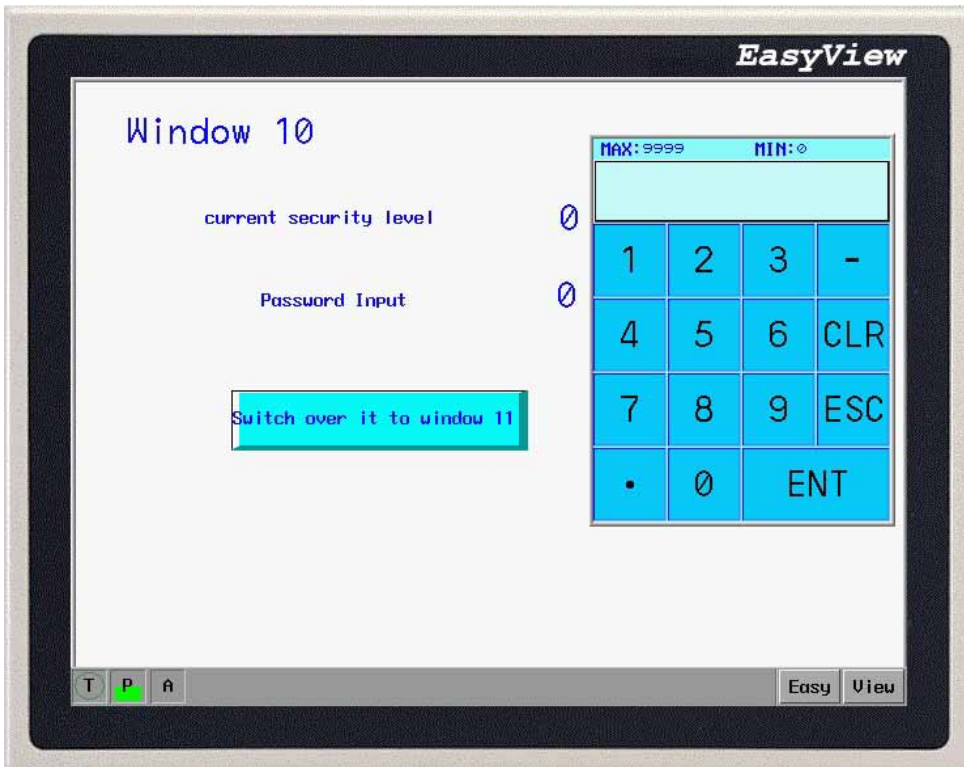 EasyView
Window 10
MAX:9999 MIN:0
current security level 0
1 2 3 -
Password Input 0
4 5 6 CLR
Switch over it to window 11
7 8 9 ESC
. 0 ENT
T P A Easy View